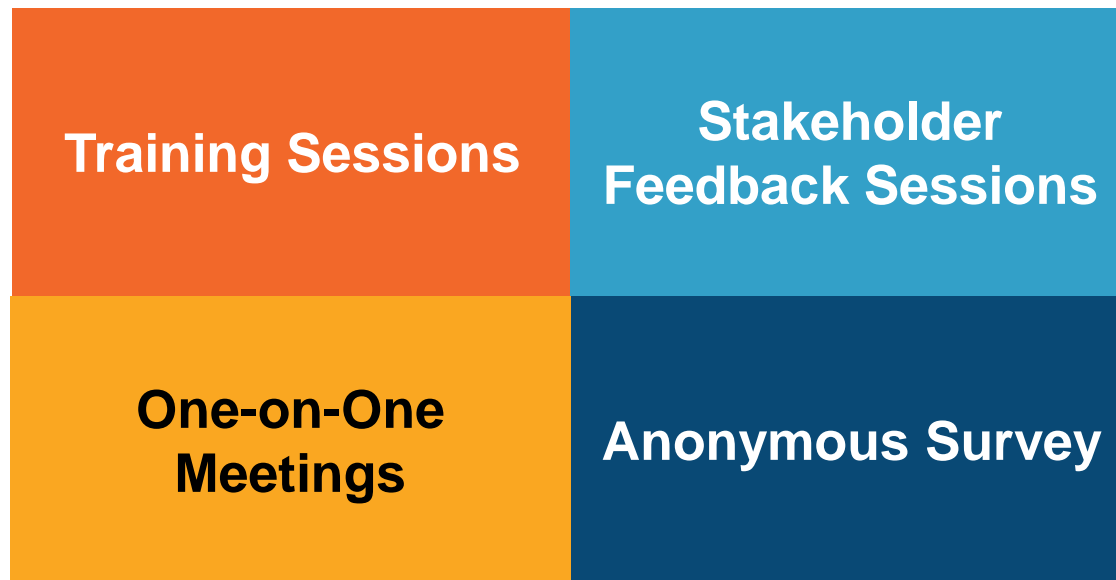 Training Sessions
Stakeholder
Feedback Sessions
One-on-One
Meetings
Anonymous Survey